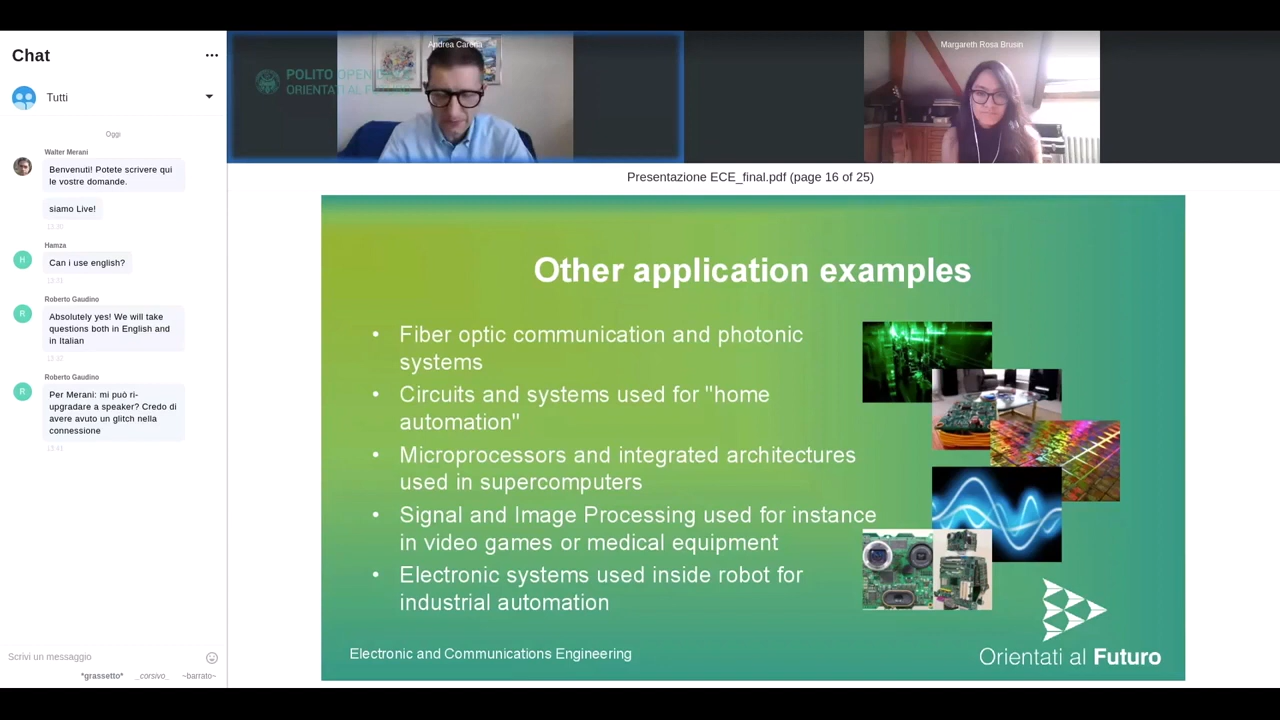 Chat
Tutti
Oggi
Walter Merani
Benvenuti! Potete scrivere qui
le vostre domande.
siamo Live!
Hamza
H
Can i use english?
Roberto Gaudino
R
Absolutely yes! We will take
questions both in English and
in Italian
Roberto Gaudino
R
Per Merani: mi può ri-
upgradare a speaker? Credo di
avere avuto un glitch nella
connessione
Scrivi un messaggio
*grassetto* _corsivo_ ~barrato~
Andrea Carena
POLITO OPEN DAYS
ORIENTATI AL FUTURO
Margareth Rosa Brusin
Presentazione ECE_final.pdf (page 16 of 25)
Other application examples
• Fiber optic communication and photonic
systems
• Circuits and systems used for "home
automation"
• Microprocessors and integrated architectures
used in supercomputers
• Signal and Image Processing used for instance
in video games or medical equipment
• Electronic systems used inside robot for
industrial automation
Electronic and Communications Engineering
Orientati al Futuro